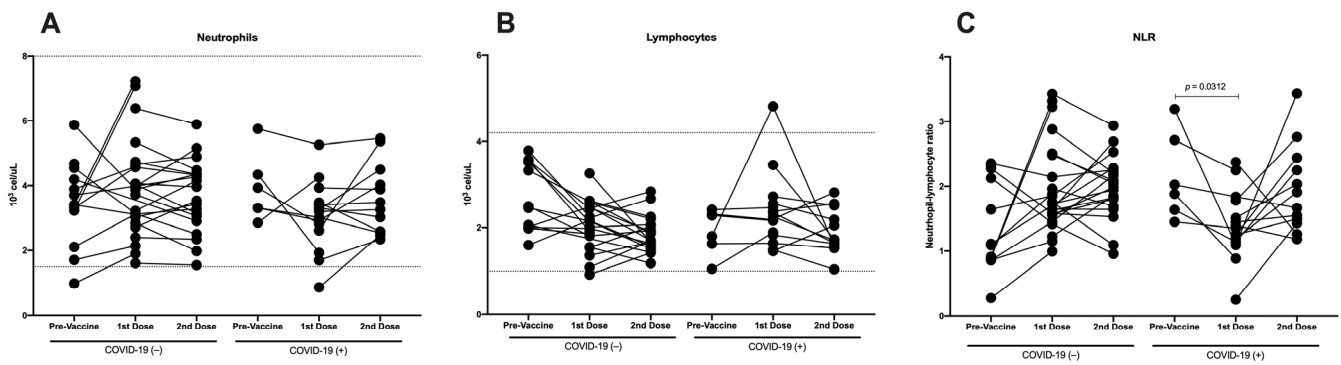 A
Neutrophils
10³ cel/uL
8
6
4
2
0
Pre-Vaccine 1st Dose 2nd Dose Pre-Vaccine 1st Dose 2nd Dose
COVID-19 (–) COVID-19 (+)
B
Lymphocytes
10³ cel/uL
6
4
2
0
Pre-Vaccine 1st Dose 2nd Dose Pre-Vaccine 1st Dose 2nd Dose
COVID-19 (–) COVID-19 (+)
C
NLR
Neutrhopil-lymphocyte ratio
4
3
2
1
0
p = 0.0312
Pre-Vaccine 1st Dose 2nd Dose Pre-Vaccine 1st Dose 2nd Dose
COVID-19 (–) COVID-19 (+)